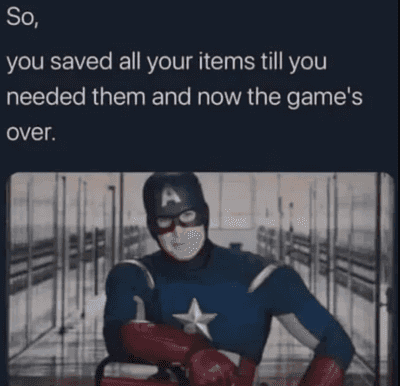 So,
you saved all your items till you
needed them and now the game's
over.
A